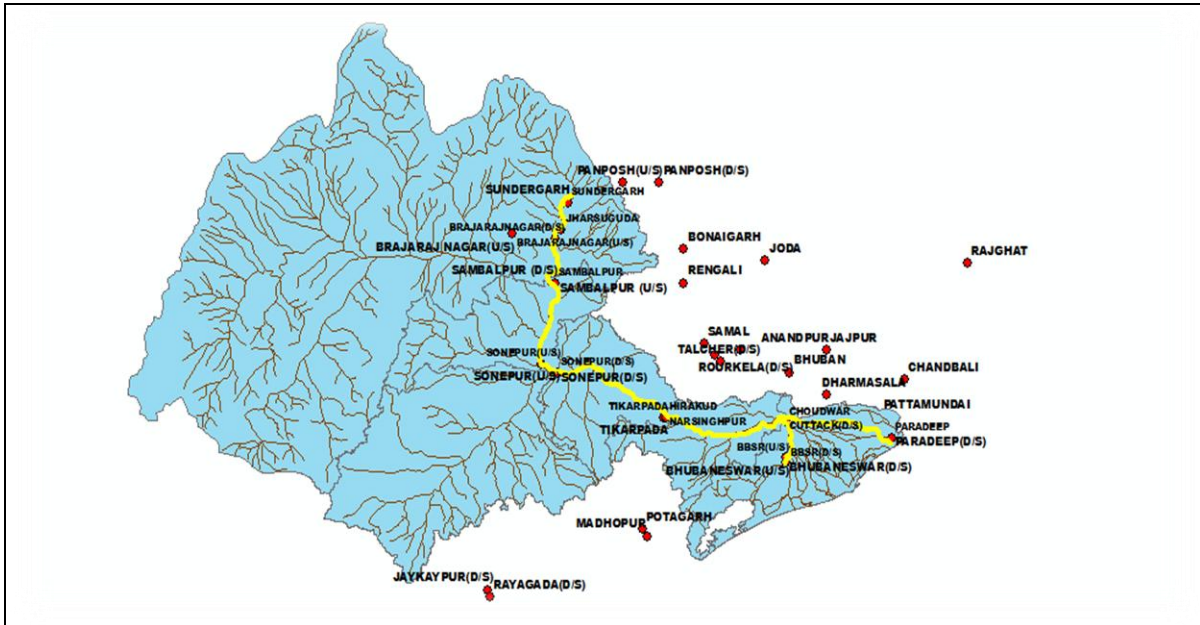 PANPOSH(U/S) PANPOSH(D/S)
SUNDERGARH SUNDERGARH
JHARSUGUDA
BRAJARAJNAGAR(D/S)
BRAJARAJ NAGAR(U/S) BRAJARAJNAGAR(U/S)
BONAIGARH
JODA
RAJGHAT
SAMBALPUR (D/S) SAMBALPUR
RENGALI
SAMBALPUR (U/S)
SAMAL
ANANDPUR JAJPUR
TALCHER(D/S)
SONEPUR(U/S) SONEPUR(D/S)
BHUBAN
ROURKELA(D/S)
CHANDBALI
SONEPUR(U/S) SONEPUR(D/S)
DHARMASALA
TIKARPADA HIRAKUD
PATTAMUNDAI
CHOUDWAR
NARSINGHPUR
CUTTACK(D/S)
PARADEEP
TIKARPADA
PARADEEP(D/S)
BBSR(U/S) BBSR(D/S)
BHUBANESWAR(U/S) BHUBANESWAR(D/S)
MADHOPUR POTAGARH
JAYKAYPUR(D/S) RAYAGADA(D/S)